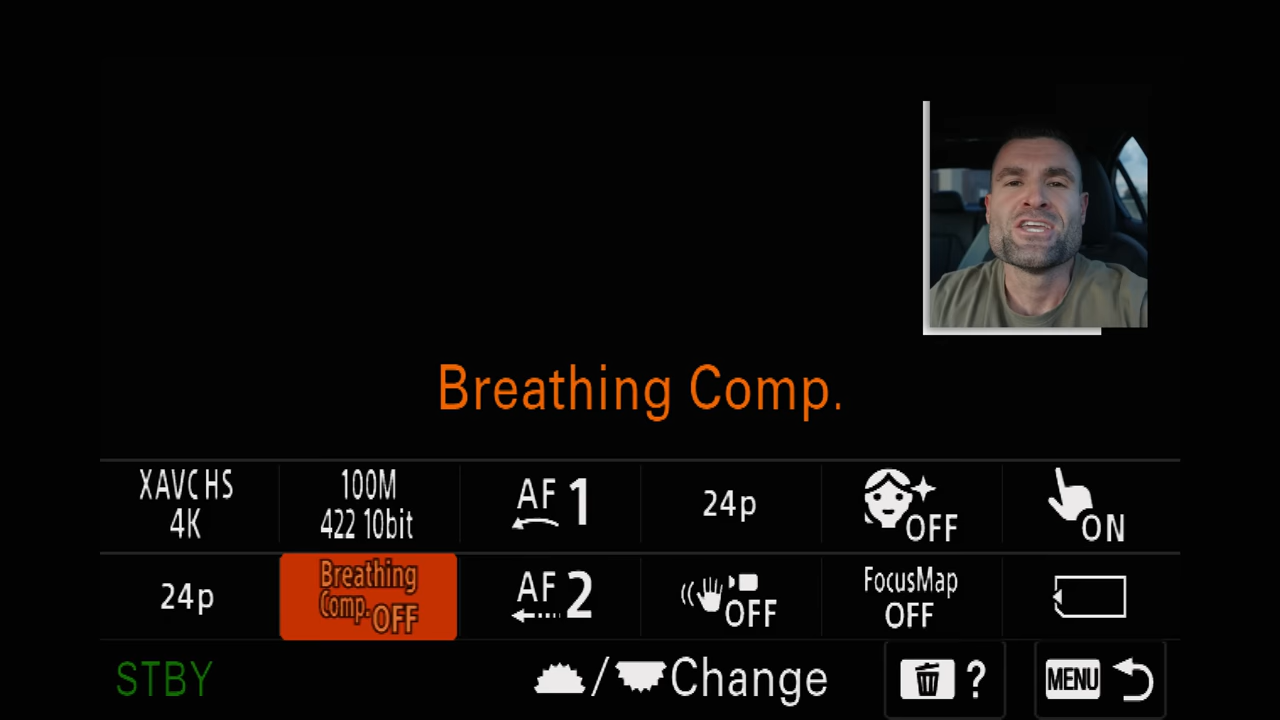 Breathing Comp.
XAVC HS
4K
100M
422 10bit
AF 1
24p
OFF
ON
24p
Breathing
Comp. OFF
AF 2
OFF
FocusMap
OFF
STBY
/ Change
?
MENU